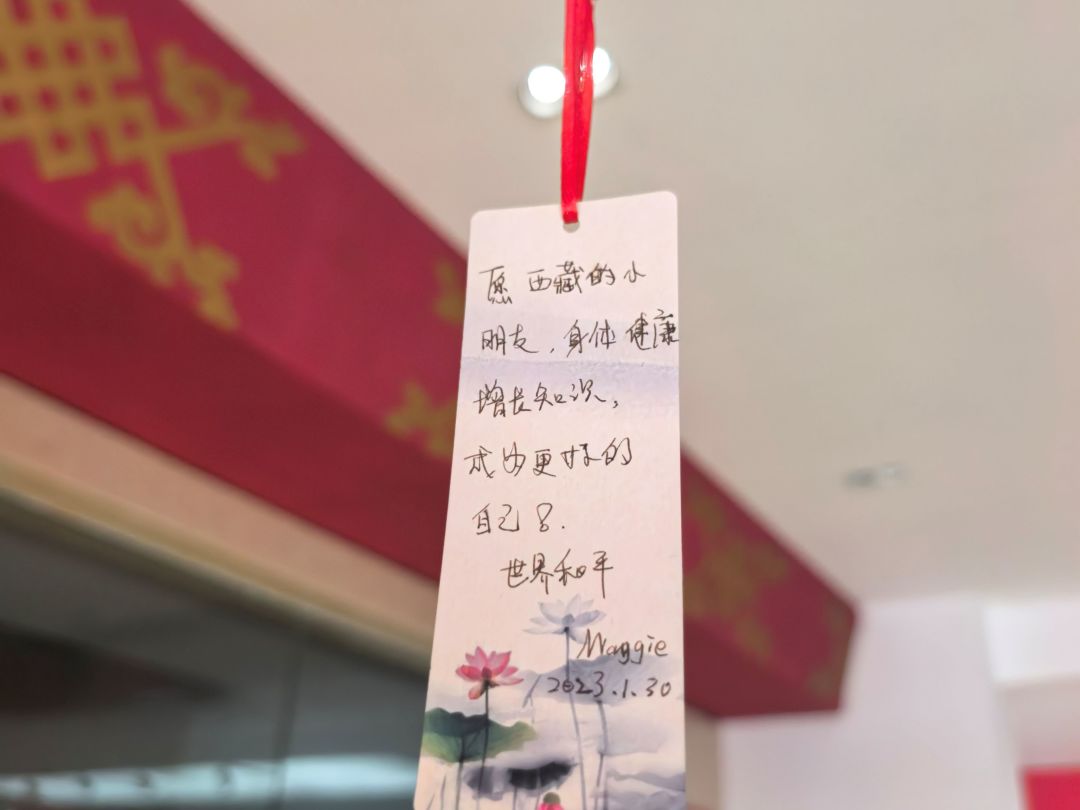 愿西藏的小
朋友，身体健康
增长知识，
成为更好的
自己
世界和平
Maggie
2023.1.30